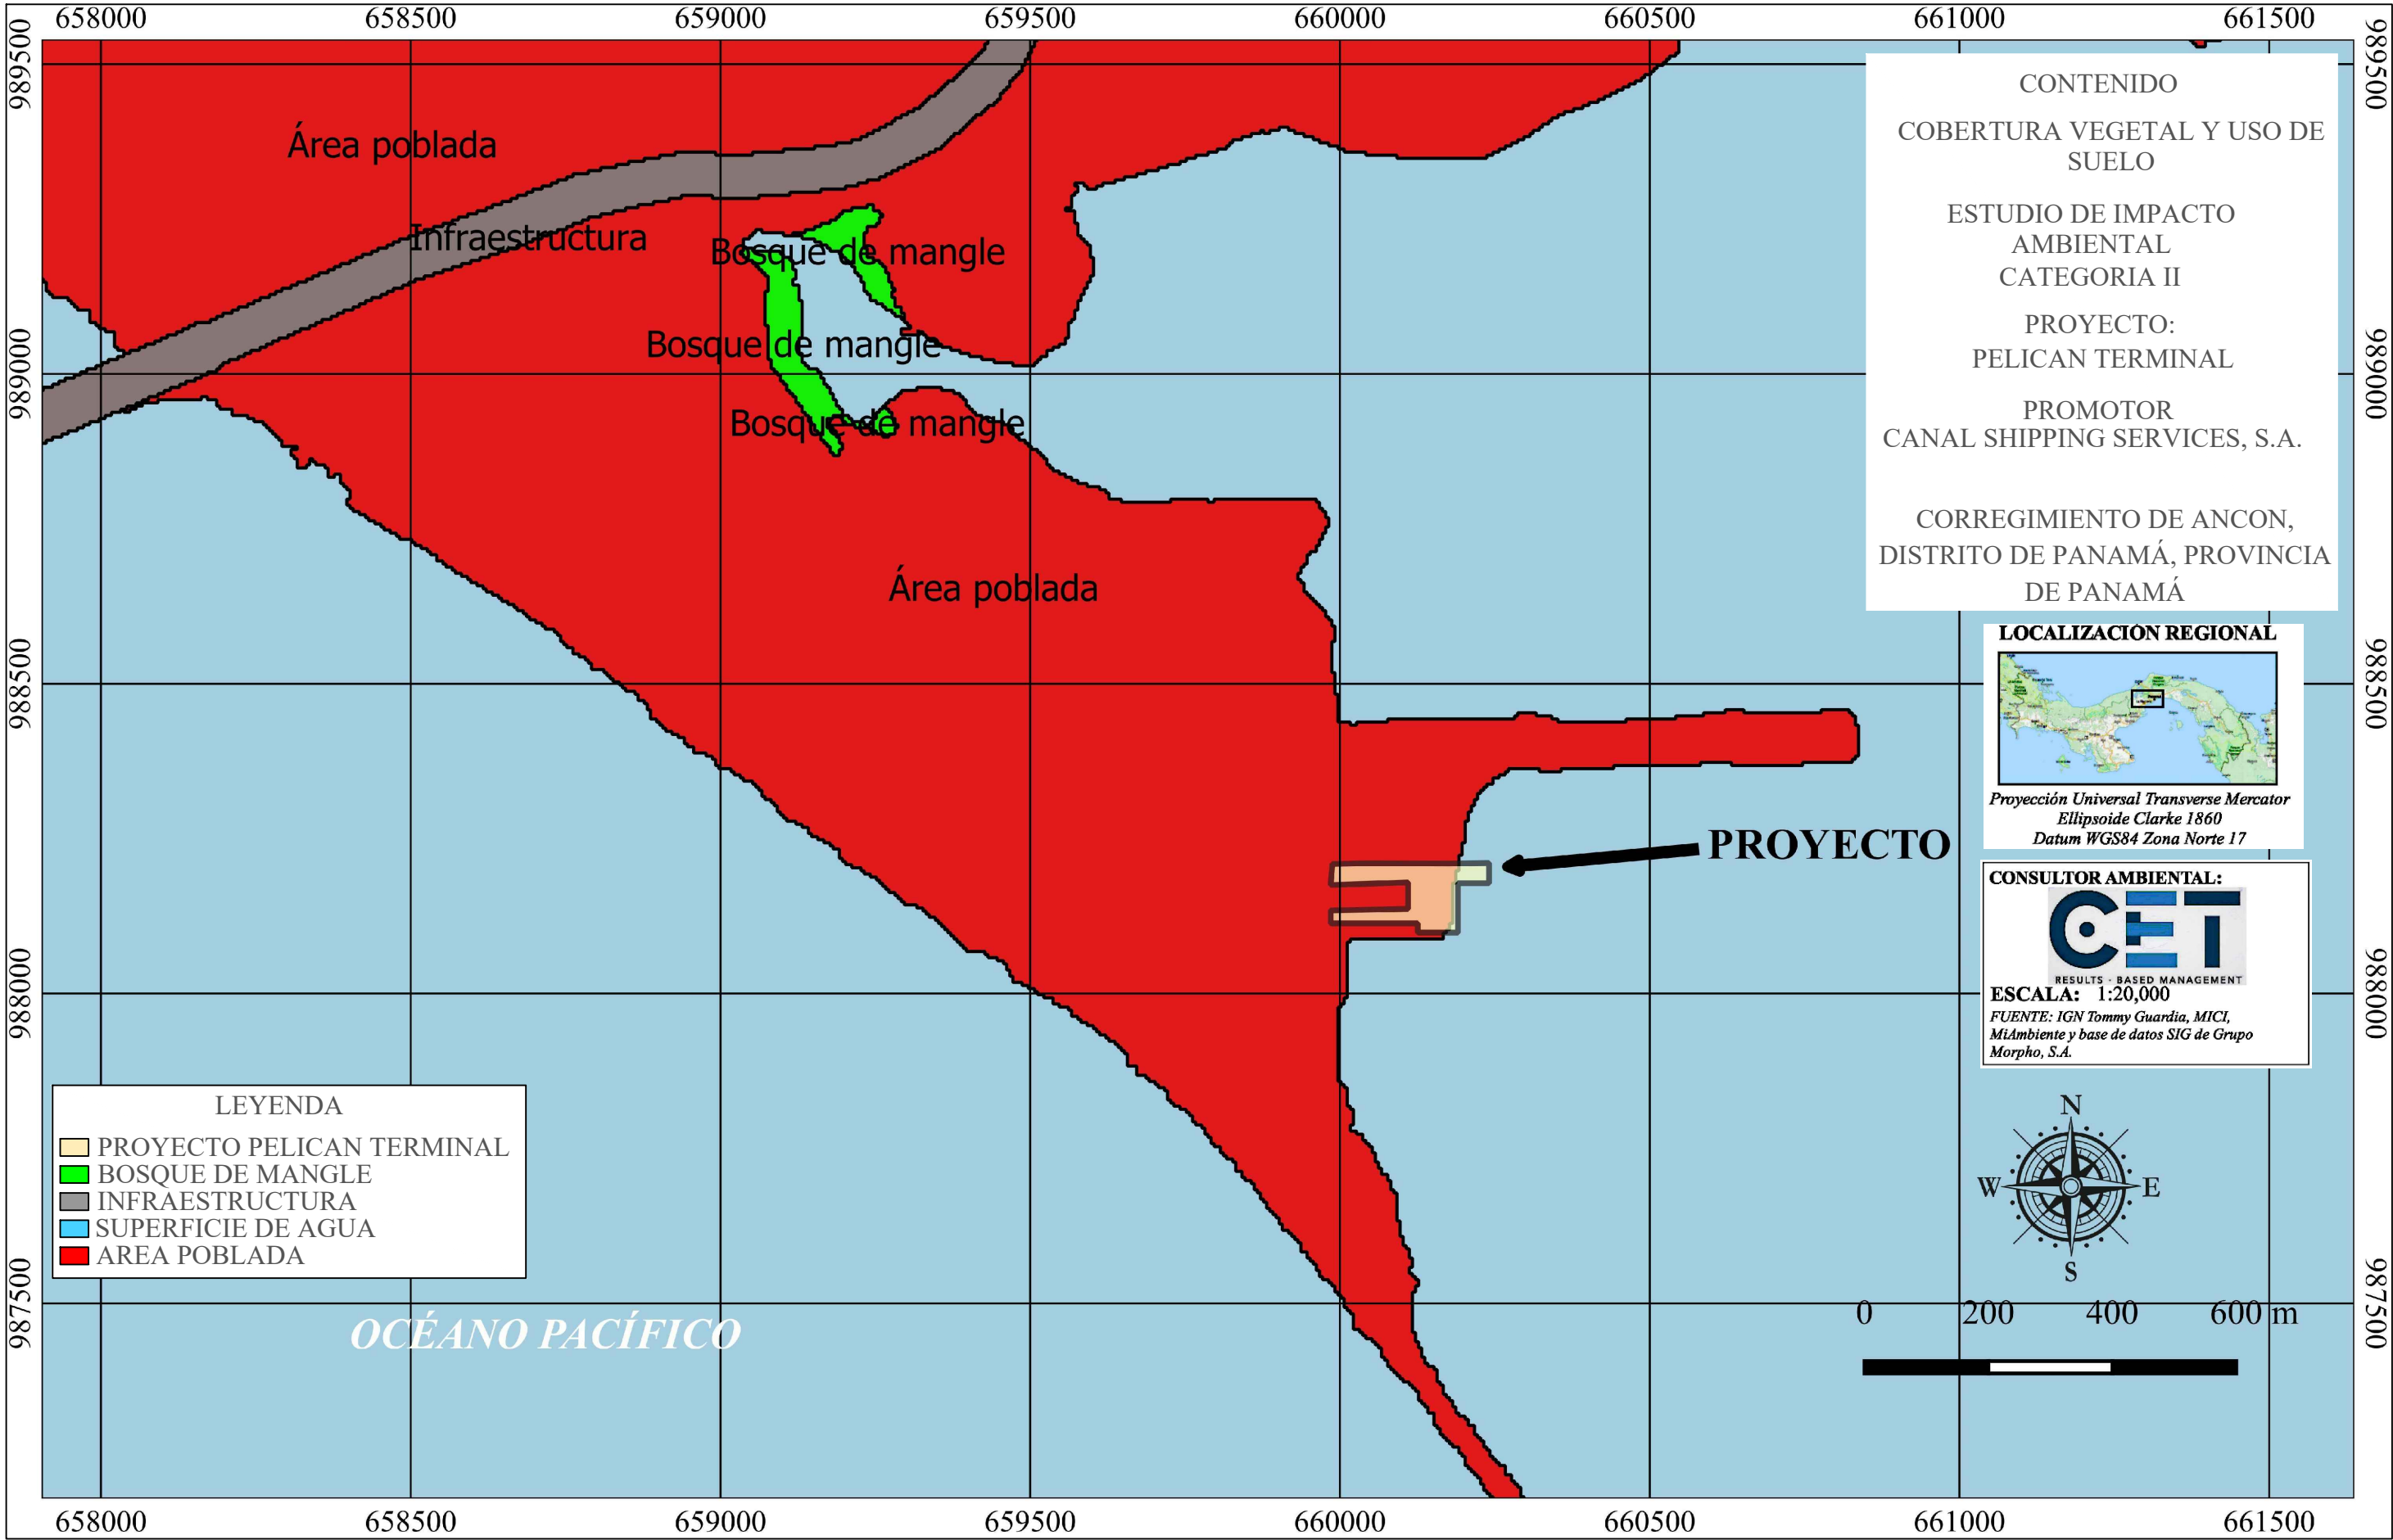 658000 658500 659000 659500 660000 660500 661000 661500
989500 989500
989000 989000
988500 988500
988000 988000
987500 987500
Área poblada
Infraestructura
Bosque de mangle
Bosque de mangle
Bosque de mangle
Área poblada
PROYECTO
OCÉANO PACÍFICO
LEYENDA
PROYECTO PELICAN TERMINAL
BOSQUE DE MANGLE
INFRAESTRUCTURA
SUPERFICIE DE AGUA
AREA POBLADA
CONTENIDO
COBERTURA VEGETAL Y USO DE
SUELO
ESTUDIO DE IMPACTO
AMBIENTAL
CATEGORIA II
PROYECTO:
PELICAN TERMINAL
PROMOTOR
CANAL SHIPPING SERVICES, S.A.
CORREGIMIENTO DE ANCON,
DISTRITO DE PANAMÁ, PROVINCIA
DE PANAMÁ
LOCALIZACIÓN REGIONAL
Proyección Universal Transverse Mercator
Ellipsoide Clarke 1860
Datum WGS84 Zona Norte 17
CONSULTOR AMBIENTAL:
CET
RESULTS - BASED MANAGEMENT
ESCALA: 1:20,000
FUENTE: IGN Tommy Guardia, MICI,
MiAmbiente y base de datos SIG de Grupo
Morpho, S.A.
N
W E
S
0 200 400 600 m
658000 658500 659000 659500 660000 660500 661000 661500